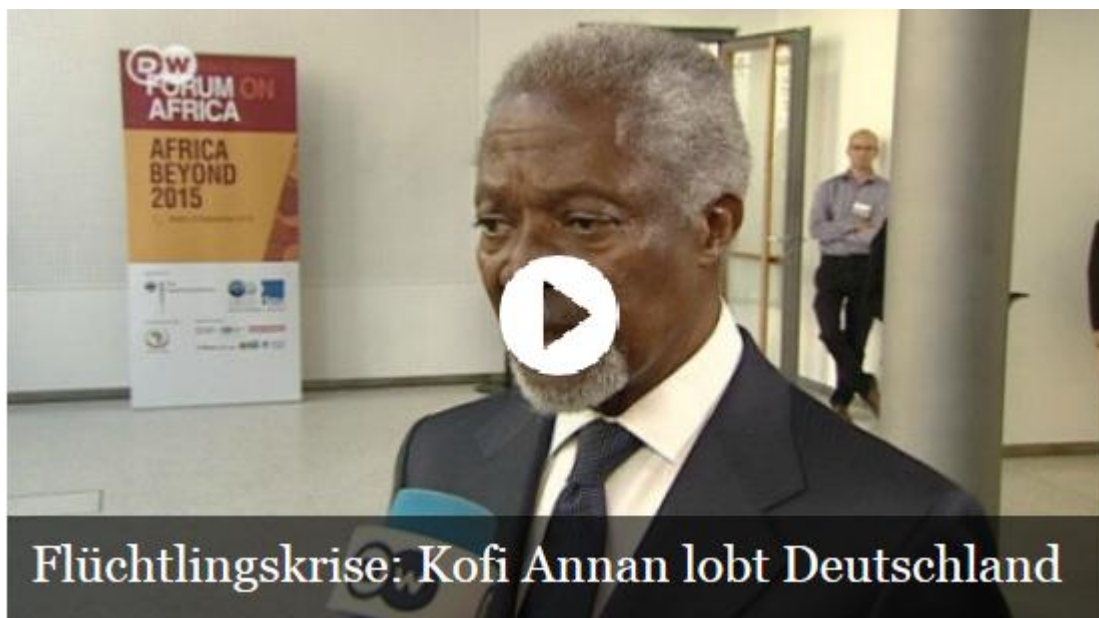 DW
FORUM ON
AFRICA
AFRICA
BEYOND
2015
DW
Flüchtlingskrise: Kofi Annan lobt Deutschland